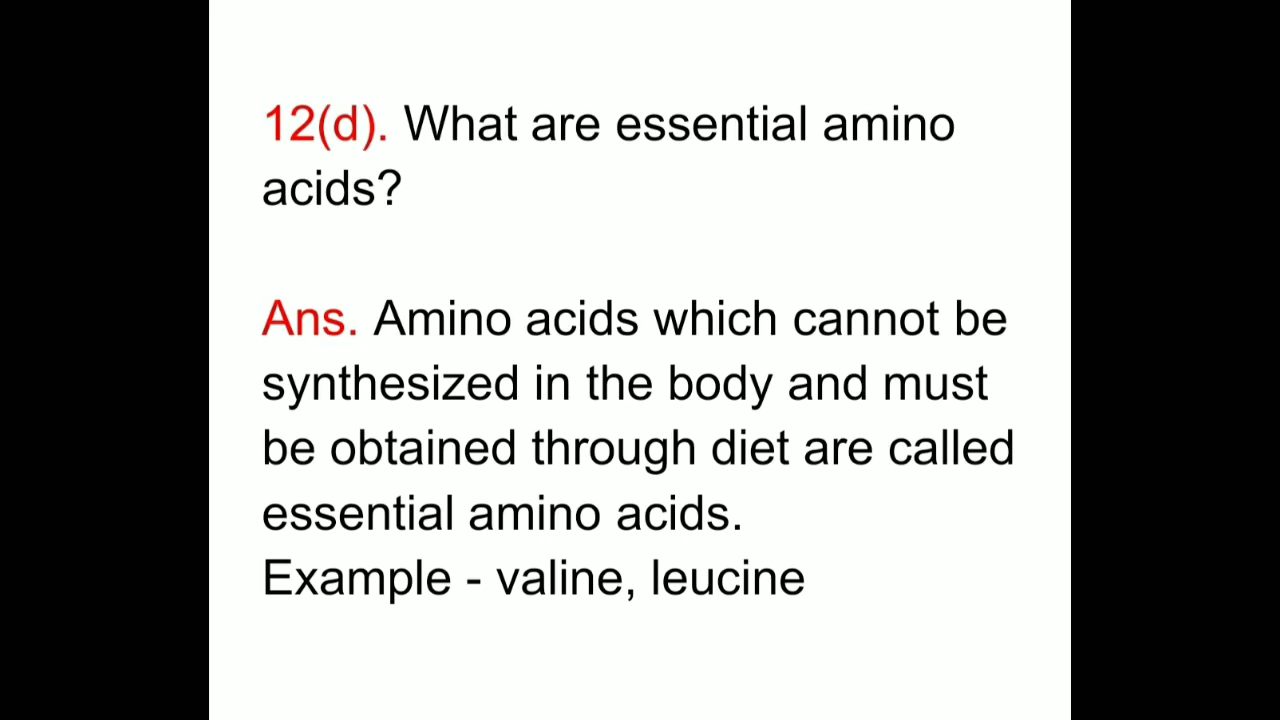 12(d). What are essential amino
acids?
Ans. Amino acids which cannot be
synthesized in the body and must
be obtained through diet are called
essential amino acids.
Example - valine, leucine